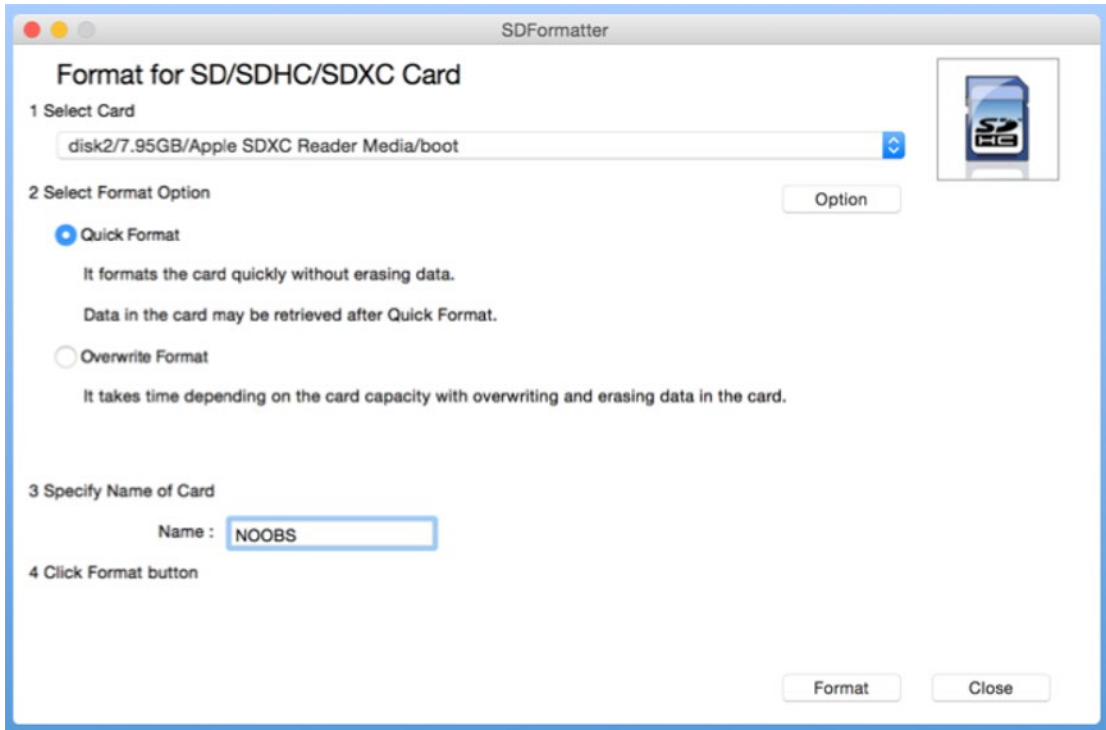 SDFormatter
Format for SD/SDHC/SDXC Card
1 Select Card
disk2/7.95GB/Apple SDXC Reader Media/boot
SD
HC
2 Select Format Option
Option
Quick Format
It formats the card quickly without erasing data.
Data in the card may be retrieved after Quick Format.
Overwrite Format
It takes time depending on the card capacity with overwriting and erasing data in the card.
3 Specify Name of Card
Name : NOOBS
4 Click Format button
Format Close